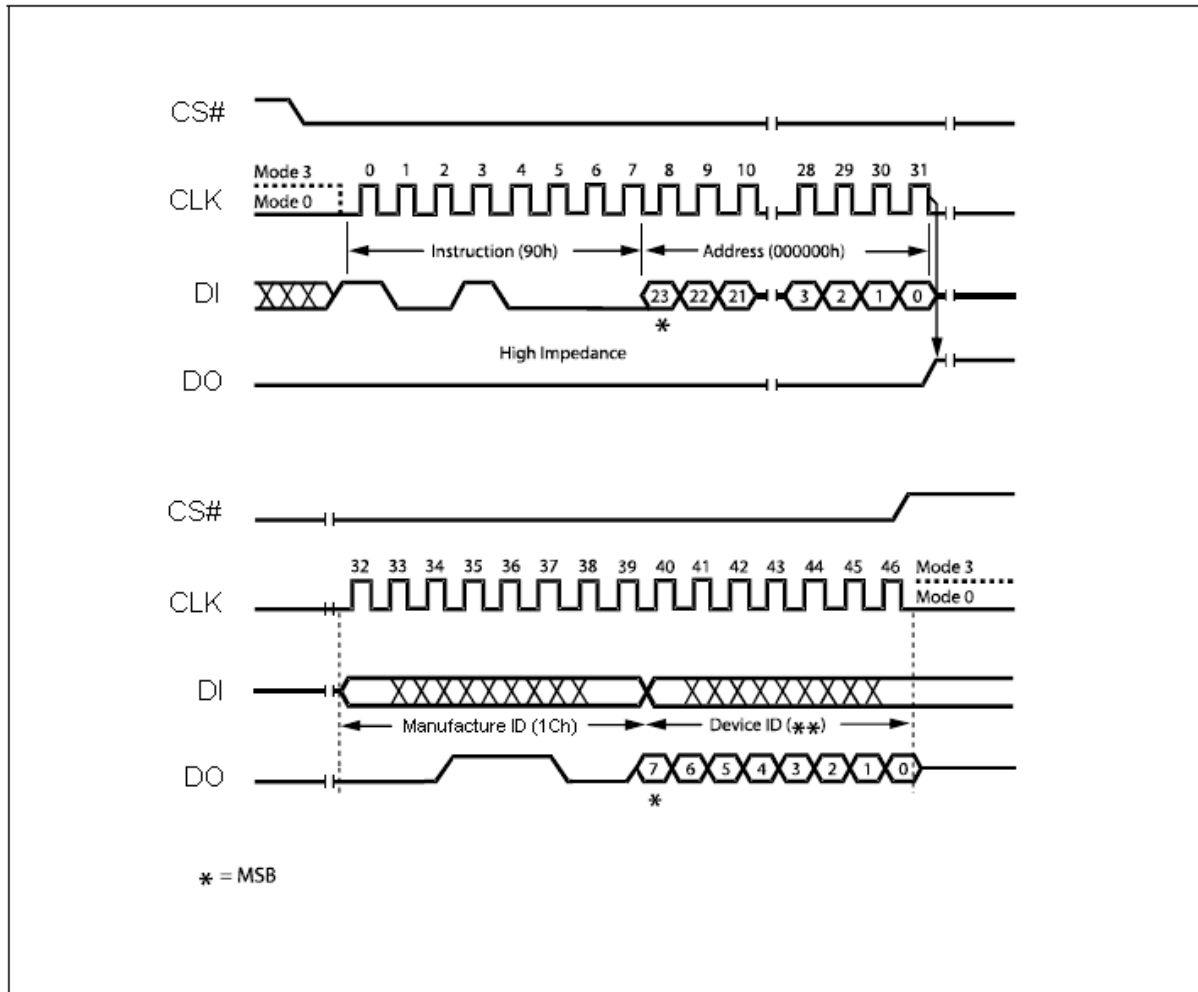 CS#
Mode 3
0 1 2 3 4 5 6 7 8 9 10 28 29 30 31
CLK
Mode 0
Instruction (90h)
Address (000000h)
DI
23 22 21 3 2 1 0
*
High Impedance
DO
CS#
32 33 34 35 36 37 38 39 40 41 42 43 44 45 46
Mode 3
CLK
Mode 0
DI
Manufacture ID (1Ch)
Device ID (**)
DO
7 6 5 4 3 2 1 0
*
* = MSB